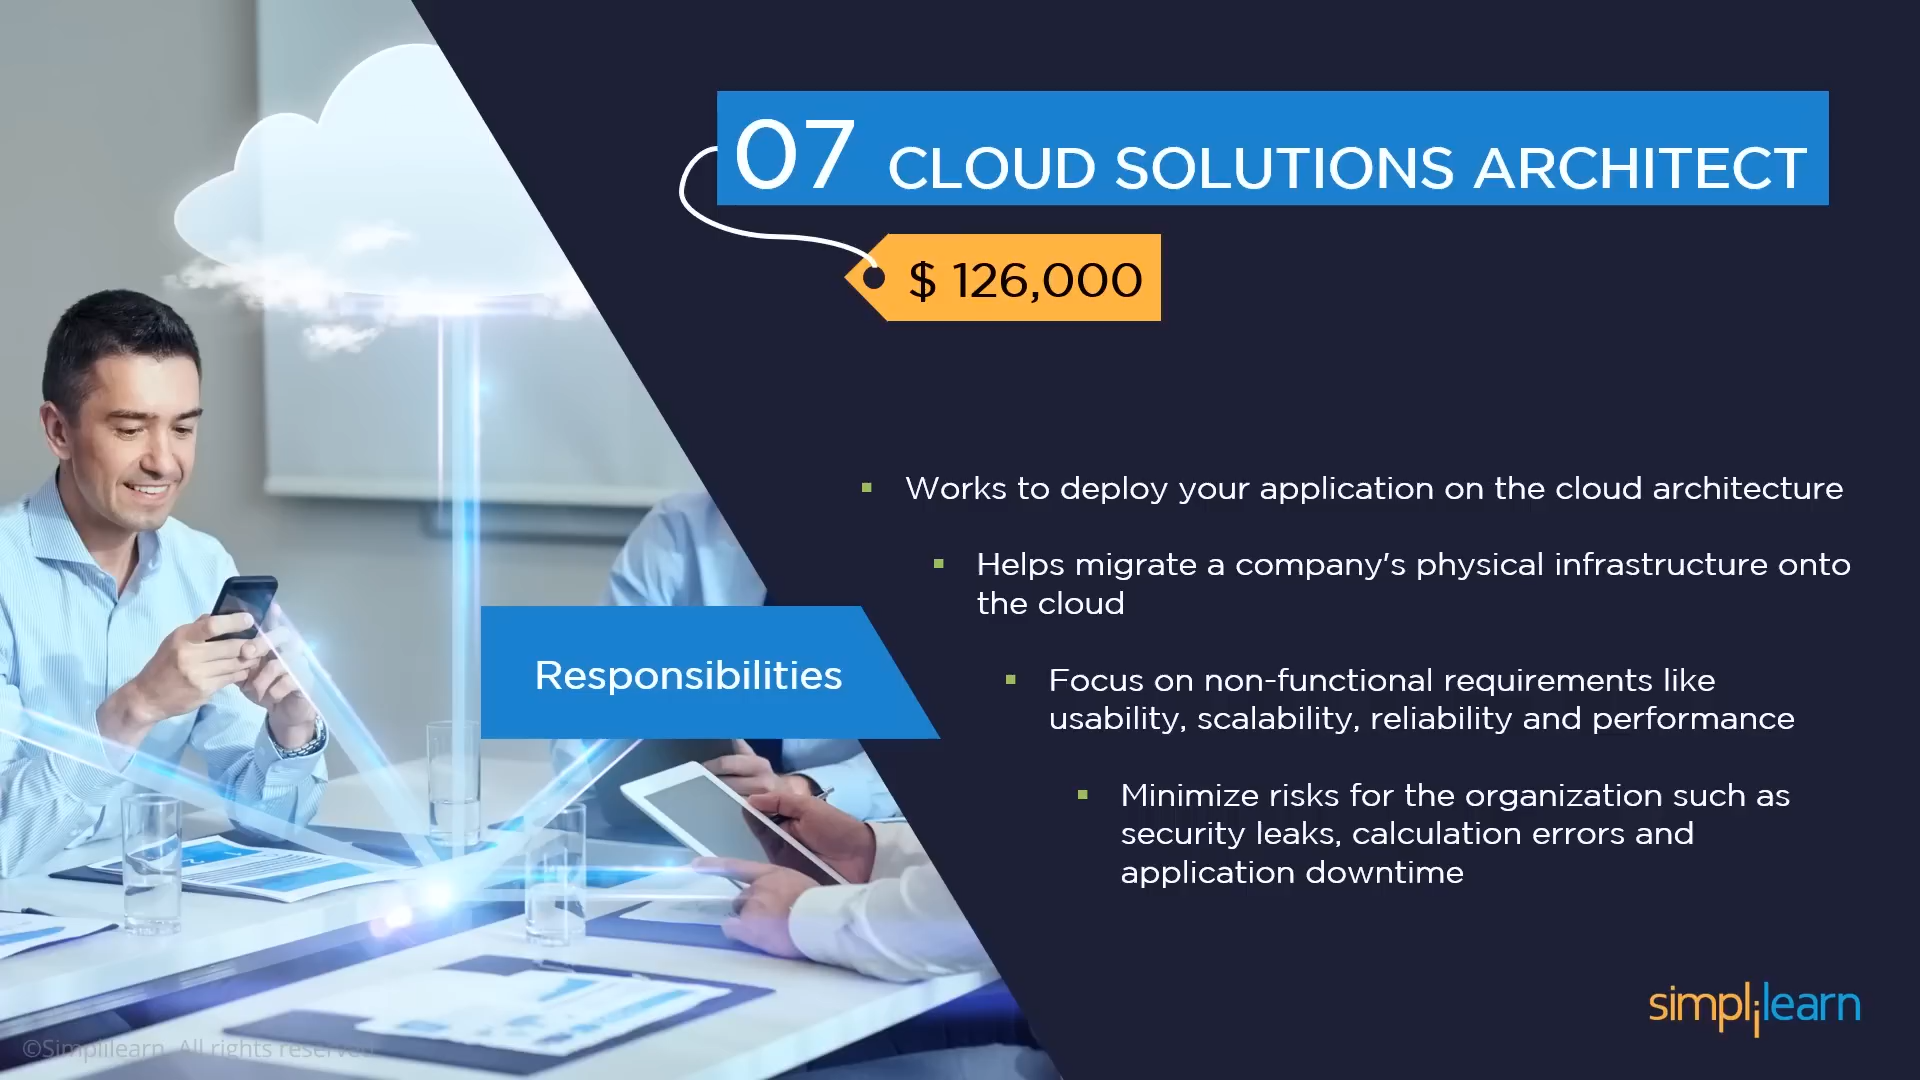 07 CLOUD SOLUTIONS ARCHITECT
$ 126,000
Responsibilities
Works to deploy your application on the cloud architecture
Helps migrate a company's physical infrastructure onto
the cloud
Focus on non-functional requirements like
usability, scalability, reliability and performance
Minimize risks for the organization such as
security leaks, calculation errors and
application downtime
simplilearn
©Simplilearn. All rights reserved